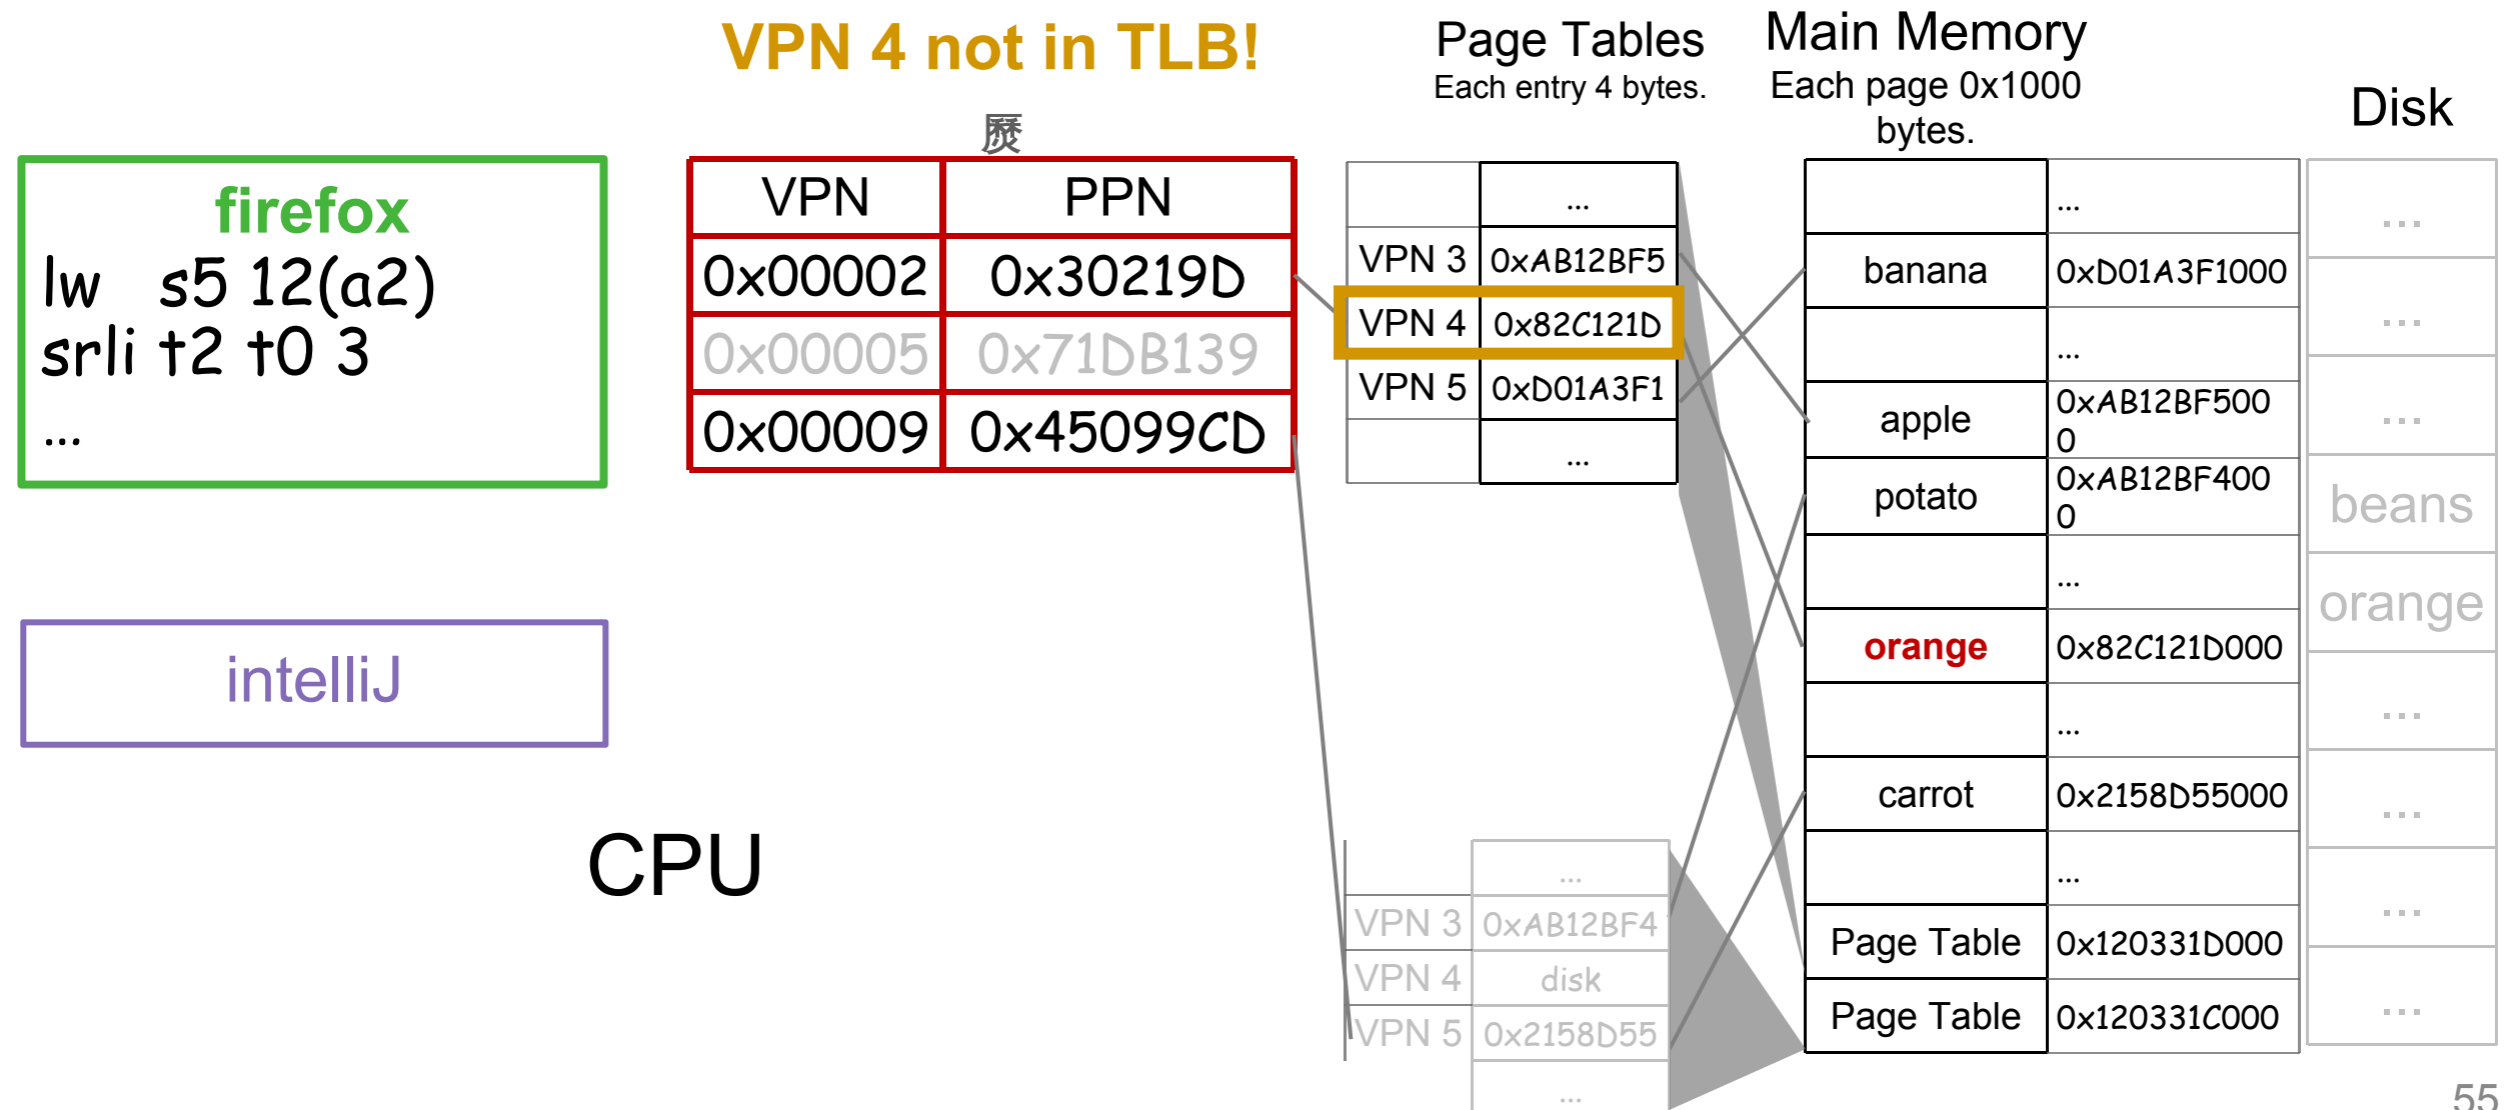 VPN 4 not in TLB!
Page Tables
Each entry 4 bytes.
Main Memory
Each page 0x1000
bytes.
Disk
firefox
lw s5 12(a2)
srli t2 t0 3
...
intelliJ
CPU
VPN PPN
0x00002 0x30219D
0x00005 0x71DB139
0x00009 0x45099CD
...
VPN 3 0xAB12BF5
VPN 4 0x82C121D
VPN 5 0xD01A3F1
...
...
VPN 3 0xAB12BF4
VPN 4 disk
VPN 5 0x2158D55
...
...
banana 0xD01A3F1000
...
apple 0xAB12BF500
0
potato 0xAB12BF400
0
...
orange 0x82C121D000
...
carrot 0x2158D55000
...
Page Table 0x120331D000
Page Table 0x120331C000
...
...
...
beans
orange
...
...
...
...
55